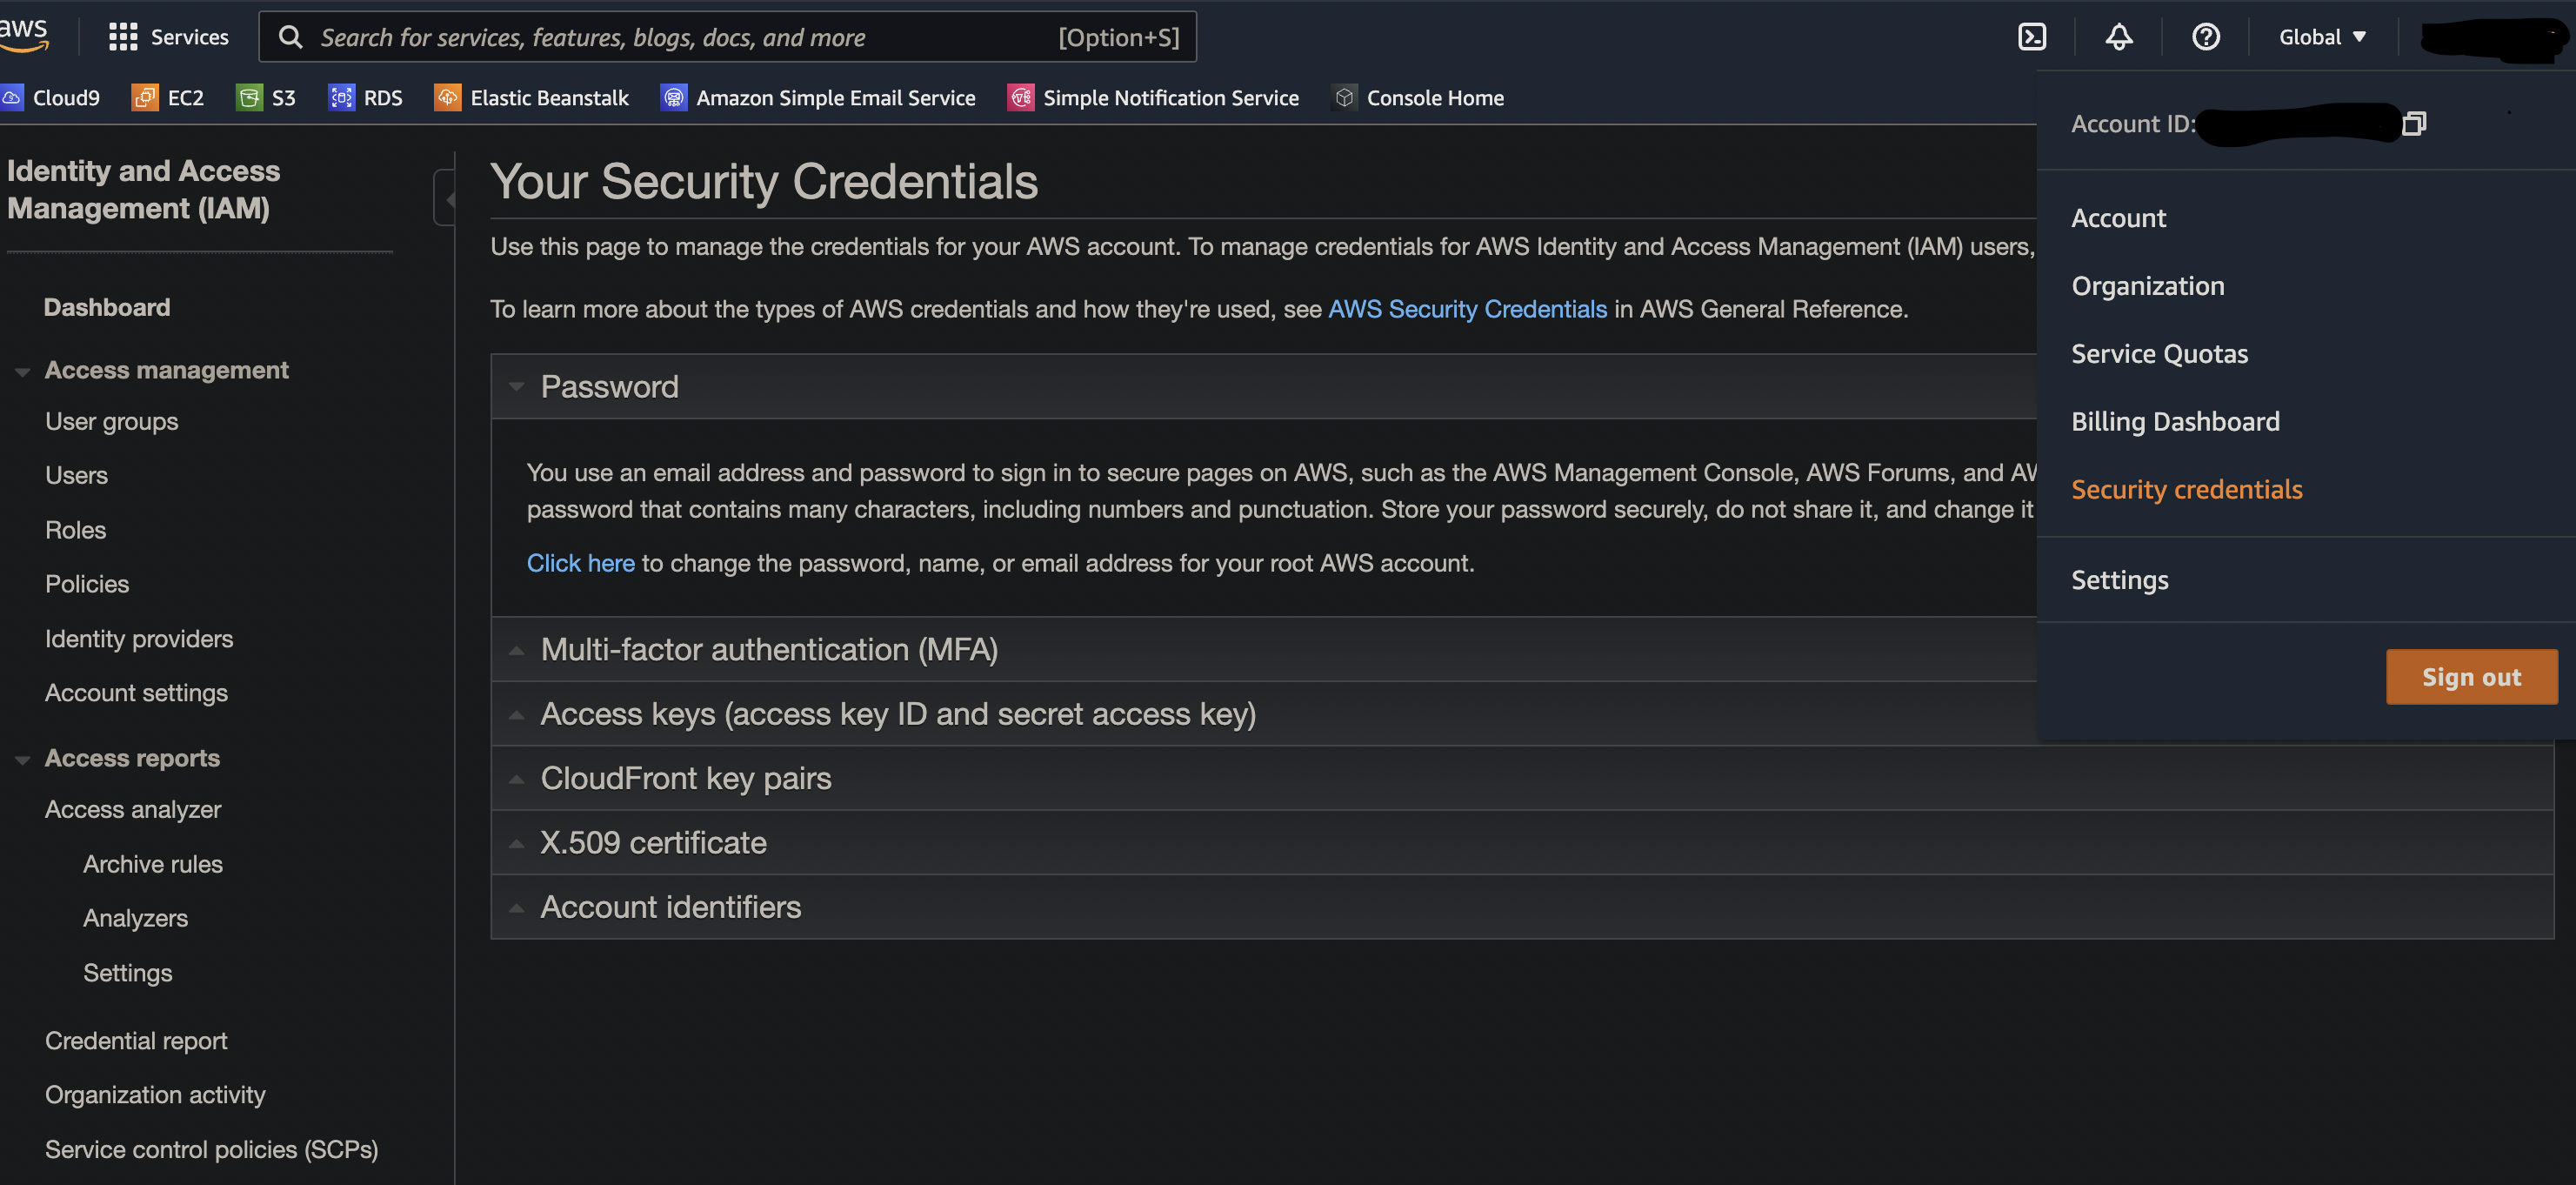 aws
Services
Search for services, features, blogs, docs, and more
[Option+S]
Global
Cloud9
EC2
S3
RDS
Elastic Beanstalk
Amazon Simple Email Service
Simple Notification Service
Console Home
Identity and Access
Management (IAM)
Dashboard
Access management
User groups
Users
Roles
Policies
Identity providers
Account settings
Access reports
Access analyzer
Archive rules
Analyzers
Settings
Credential report
Organization activity
Service control policies (SCPs)
Your Security Credentials
Use this page to manage the credentials for your AWS account. To manage credentials for AWS Identity and Access Management (IAM) users,
To learn more about the types of AWS credentials and how they're used, see AWS Security Credentials in AWS General Reference.
Password
You use an email address and password to sign in to secure pages on AWS, such as the AWS Management Console, AWS Forums, and AW
password that contains many characters, including numbers and punctuation. Store your password securely, do not share it, and change it
Click here to change the password, name, or email address for your root AWS account.
Multi-factor authentication (MFA)
Access keys (access key ID and secret access key)
CloudFront key pairs
X.509 certificate
Account identifiers
Account ID:
Account
Organization
Service Quotas
Billing Dashboard
Security credentials
Settings
Sign out